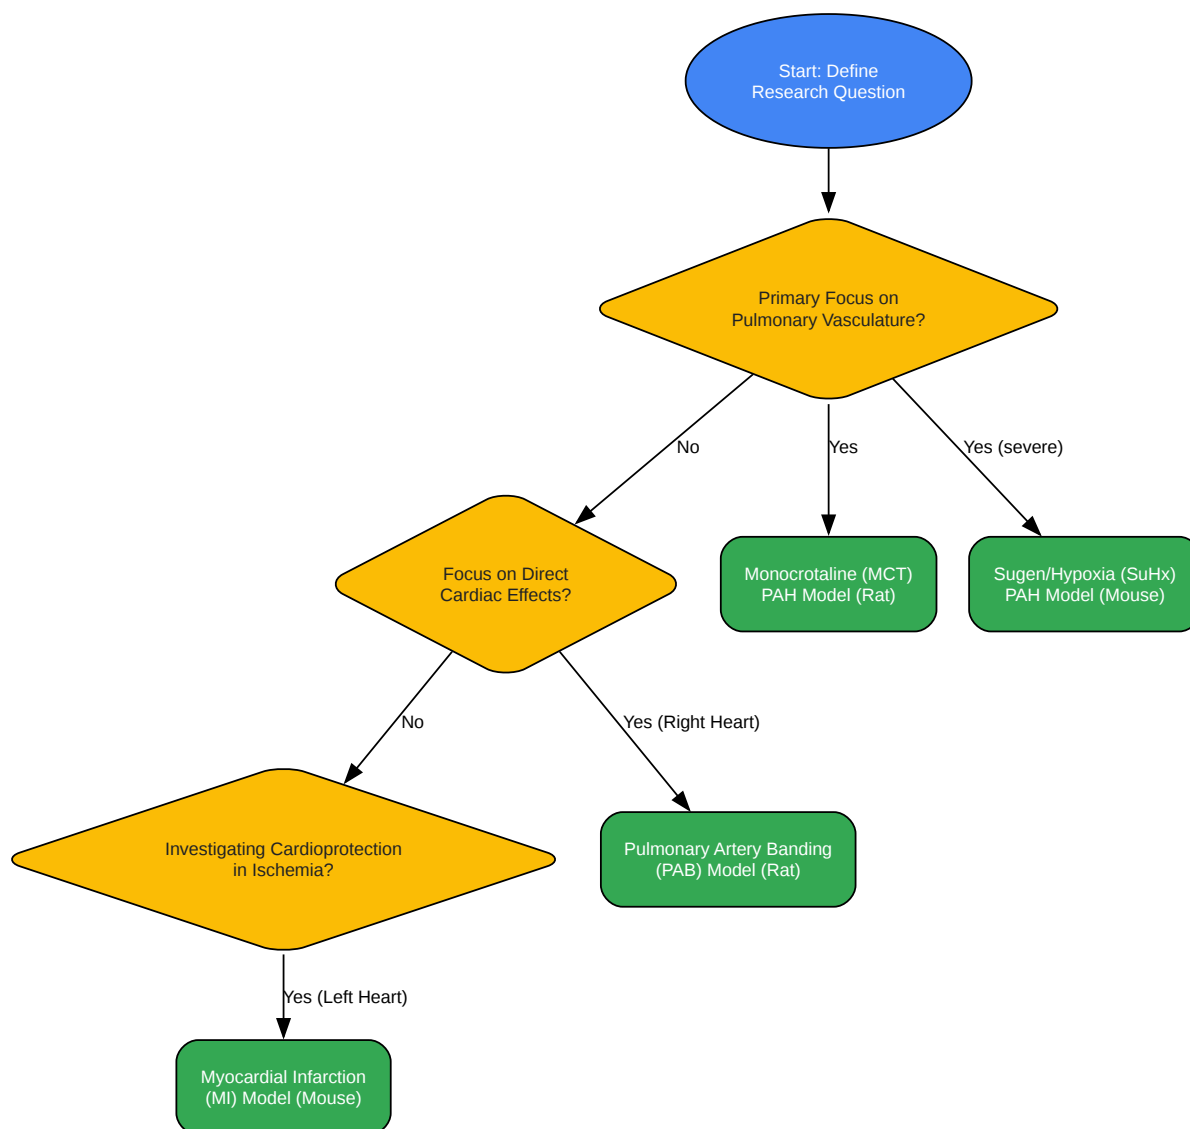 Start: Define
Research Question
Primary Focus on
Pulmonary Vasculature?
No
Yes
Yes (severe)
Focus on Direct
Cardiac Effects?
Monocrotaline (MCT)
PAH Model (Rat)
Sugen/Hypoxia (SuHx)
PAH Model (Mouse)
No
Yes (Right Heart)
Investigating Cardioprotection
in Ischemia?
Pulmonary Artery Banding
(PAB) Model (Rat)
Yes (Left Heart)
Myocardial Infarction
(MI) Model (Mouse)